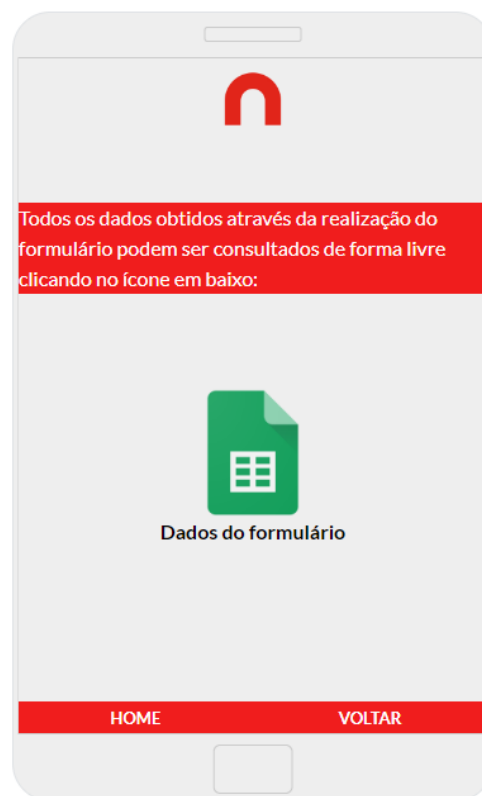 Todos os dados obtidos através da realização do
formulário podem ser consultados de forma livre
clicando no ícone em baixo:
Dados do formulário
HOME VOLTAR